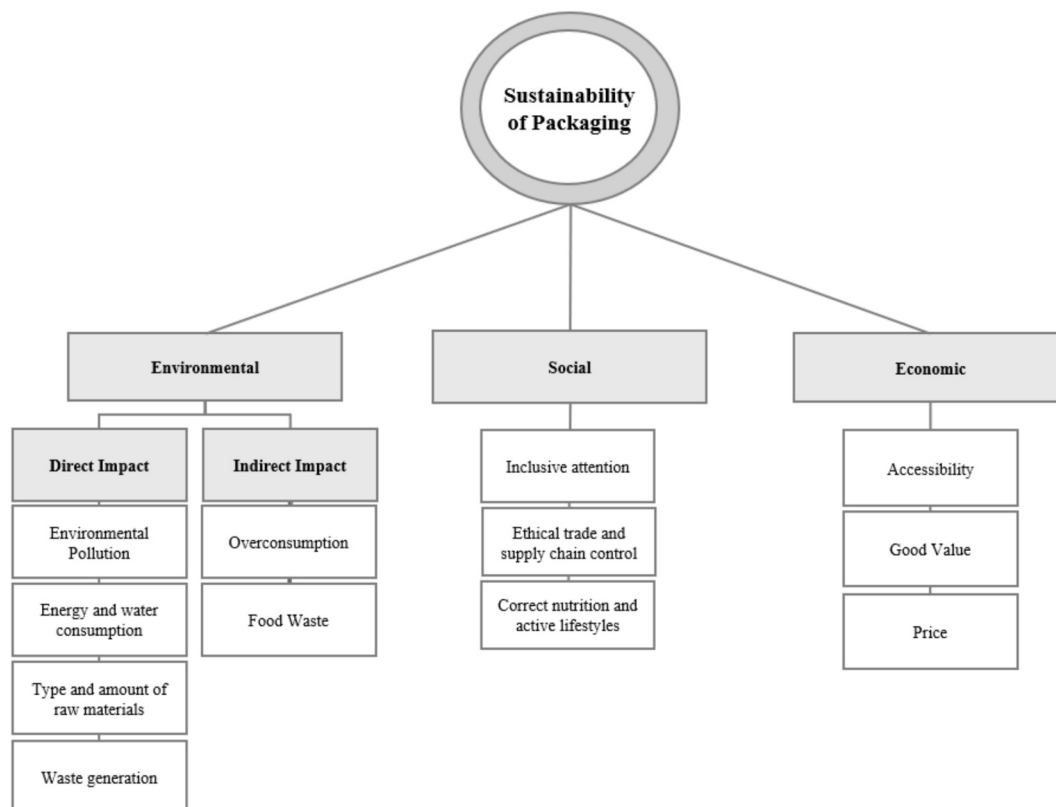 Sustainability
of Packaging
Environmental
Social
Economic
Direct Impact
Indirect Impact
Environmental
Pollution
Energy and water
consumption
Type and amount of
raw materials
Waste generation
Overconsumption
Food Waste
Inclusive attention
Ethical trade and
supply chain control
Correct nutrition and
active lifestyles
Accessibility
Good Value
Price